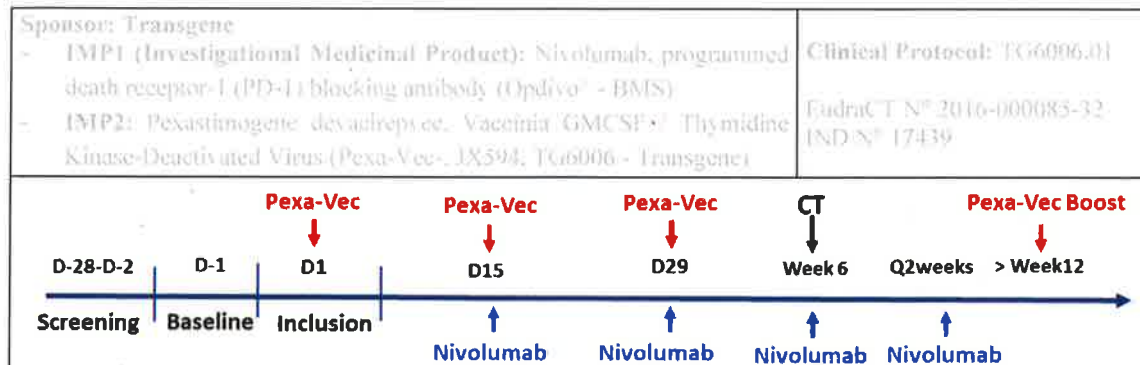 Sponsor: Transgene
- IMP1 (Investigational Medicinal Product): Nivolumab, programmed
death receptor-1 (PD-1) blocking antibody (Opdivo - BMS)
- IMP2: Pexastimogene devacirepvec, Vaccinia GMCSF Thymidine
Kinase-Deactivated Virus (Pexa-Vec-, JX594, TG6006 - Transgene)
Clinical Protocol: TG6006.01
EudraCT N° 2016-000085-32
IND N° 17439
Pexa-Vec Pexa-Vec Pexa-Vec CT Pexa-Vec Boost
D-28-D-2 D-1 D1 D15 D29 Week 6 Q2weeks > Week12
Screening Baseline Inclusion
Nivolumab Nivolumab Nivolumab Nivolumab